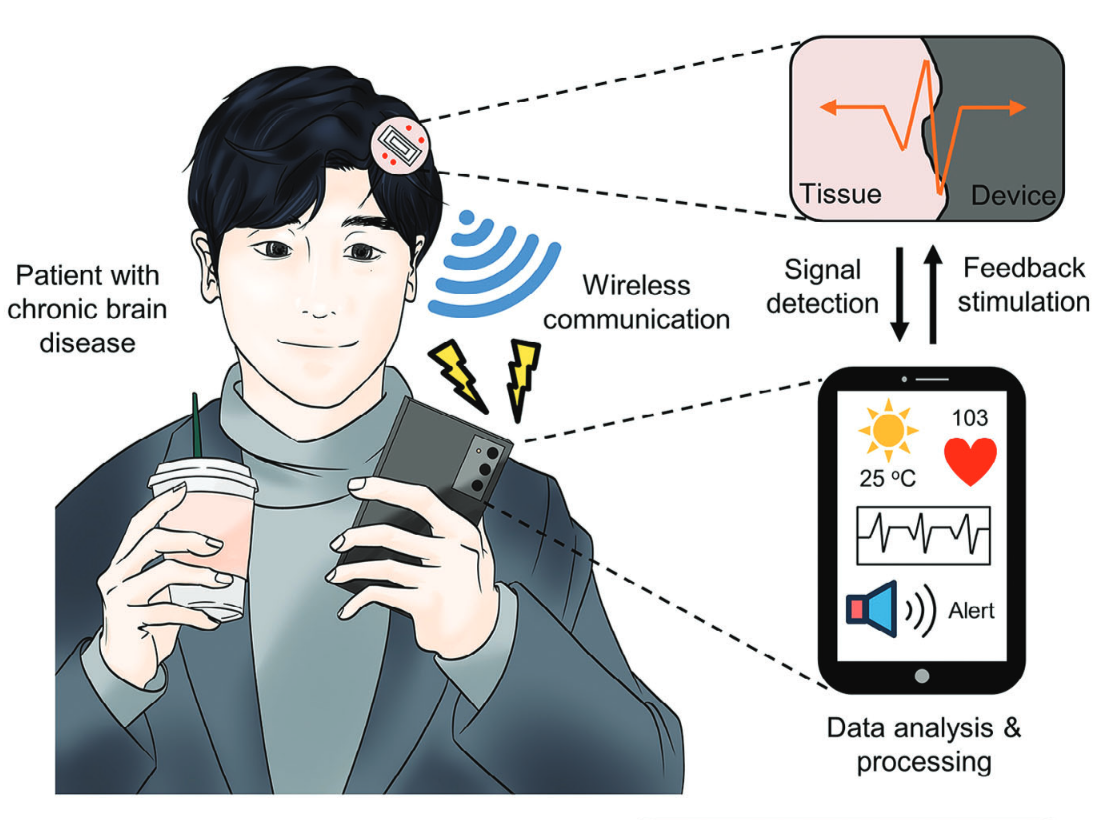 Tissue
Device
Patient with
chronic brain
disease
Wireless
communication
Signal
detection
Feedback
stimulation
103
25 ºC
Alert
Data analysis &
processing